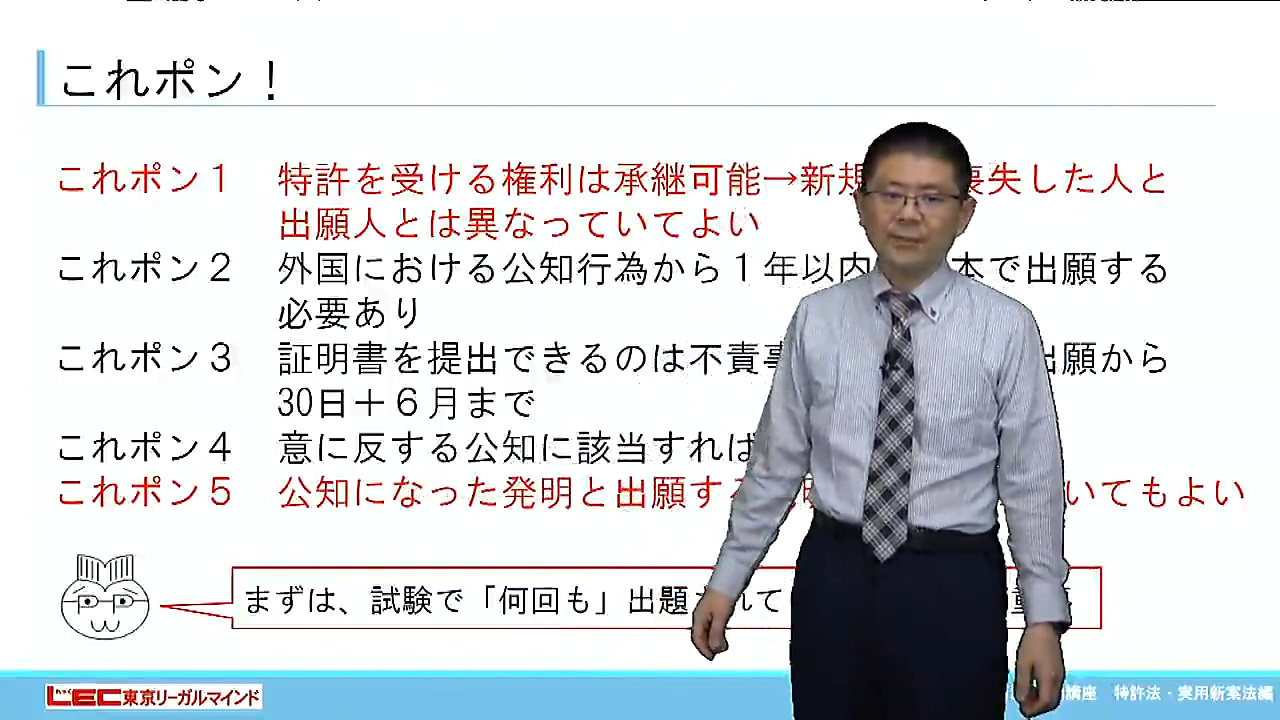 これポン！
これポン１ 特許を受ける権利は承継可能→新規 喪失した人と
出願人とは異なっていてよい
これポン２ 外国における公知行為から１年以内 本で出願する
必要あり
これポン３ 証明書を提出できるのは不責事 出願から
30日＋６月まで
これポン４ 意に反する公知に該当すれば
これポン５ 公知になった発明と出願する いてもよい
まずは、試験で「何回も」出題されて
LEC東京リーガルマインド
講座 特許法・実用新案法編